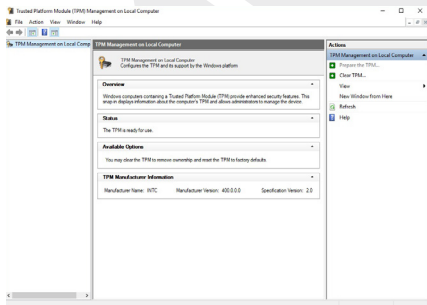 Trusted Platform Module (TPM) Management on Local Computer
File Action View Window Help
TPM Management on Local Comp
TPM Management on Local Computer
TPM Management on Local Computer
Configures the TPM and its support by the Windows platform
Overview
Windows computers containing a Trusted Platform Module (TPM) provide enhanced security features. This
snap-in displays information about the computer's TPM and allows administrators to manage the device.
Status
The TPM is ready for use.
Available Options
You may clear the TPM to remove ownership and reset the TPM to factory defaults.
TPM Manufacturer Information
Manufacturer Name: INTC Manufacturer Version: 400.0.0.0 Specification Version: 2.0
Actions
TPM Management on Local Computer
Prepare the TPM...
Clear TPM...
View
New Window from Here
Refresh
Help